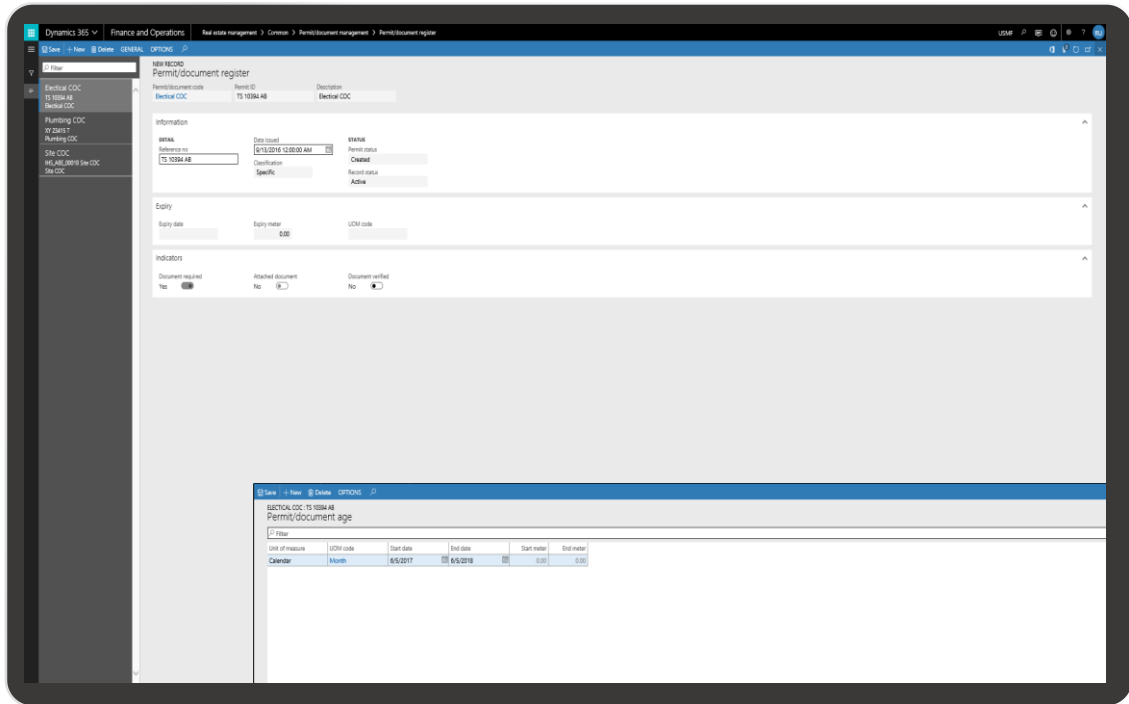 Dynamics 365 Finance and Operations Real estate management > Common > Permit/document management > Permit/document register USMF ? RU
Save + New Delete GENERAL OPTIONS
Filter
Electical COC
TS 10394 AB
Electical COC
Plumbing COC
XY 23415 T
Plumbing COC
Site COC
IHS_ABE_00010 Site COC
Site COC
NEW RECORD
Permit/document register
Permit/document code Permit ID Description
Electical COC TS 10394 AB Electical COC
Information
DETAIL Date issued STATUS
Reference no 9/13/2016 12:00:00 AM Permit status
TS 10394 AB Classification Created
Specific Record status
Active
Expiry
Expiry date Expiry meter UOM code
0.00
Indicators
Document required Attached document Document verified
Yes No No
Save + New Delete OPTIONS
ELECTICAL COC : TS 10394 AB
Permit/document age
Filter
Unit of measure UOM code Start date End date Start meter End meter
Calendar Month 6/5/2017 6/5/2018 0.00 0.00